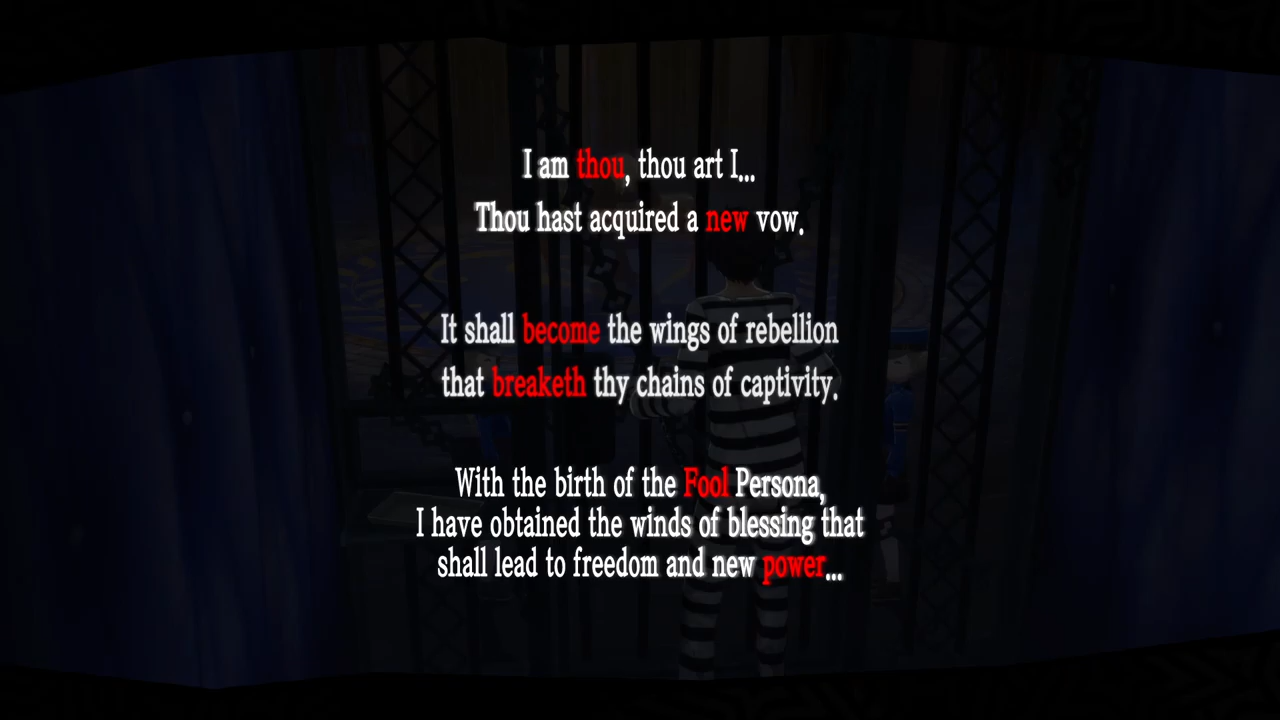 I am thou, thou art I...
Thou hast acquired a new vow.
It shall become the wings of rebellion
that breaketh thy chains of captivity.
With the birth of the Fool Persona,
I have obtained the winds of blessing that
shall lead to freedom and new power...